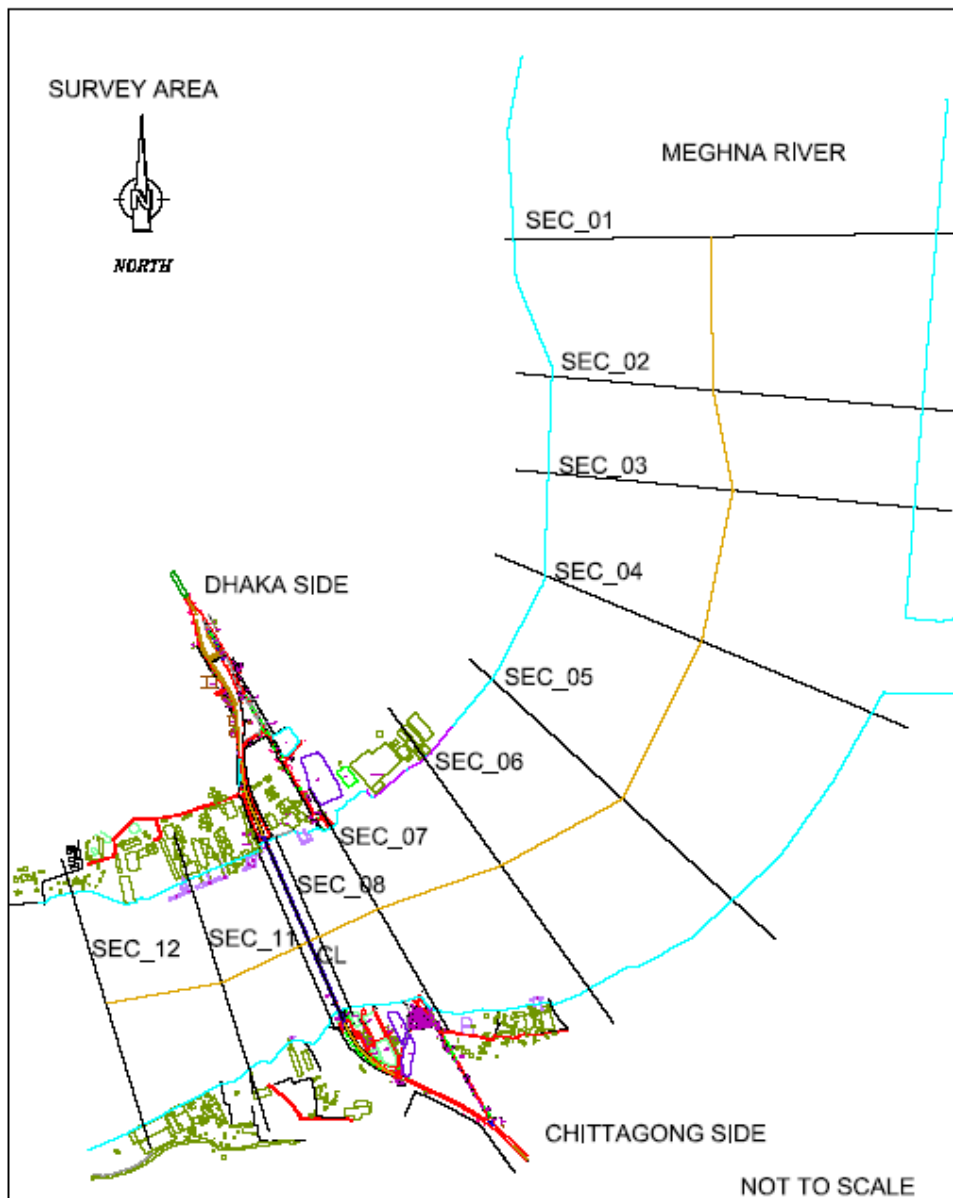 SURVEY AREA
MEGHNA RIVER
N
NORTH
SEC_01
SEC_02
SEC_03
SEC_04
DHAKA SIDE
SEC_05
SEC_06
SEC_07
SEC_08
SEC_11
SEC_12
CL
CHITTAGONG SIDE
NOT TO SCALE